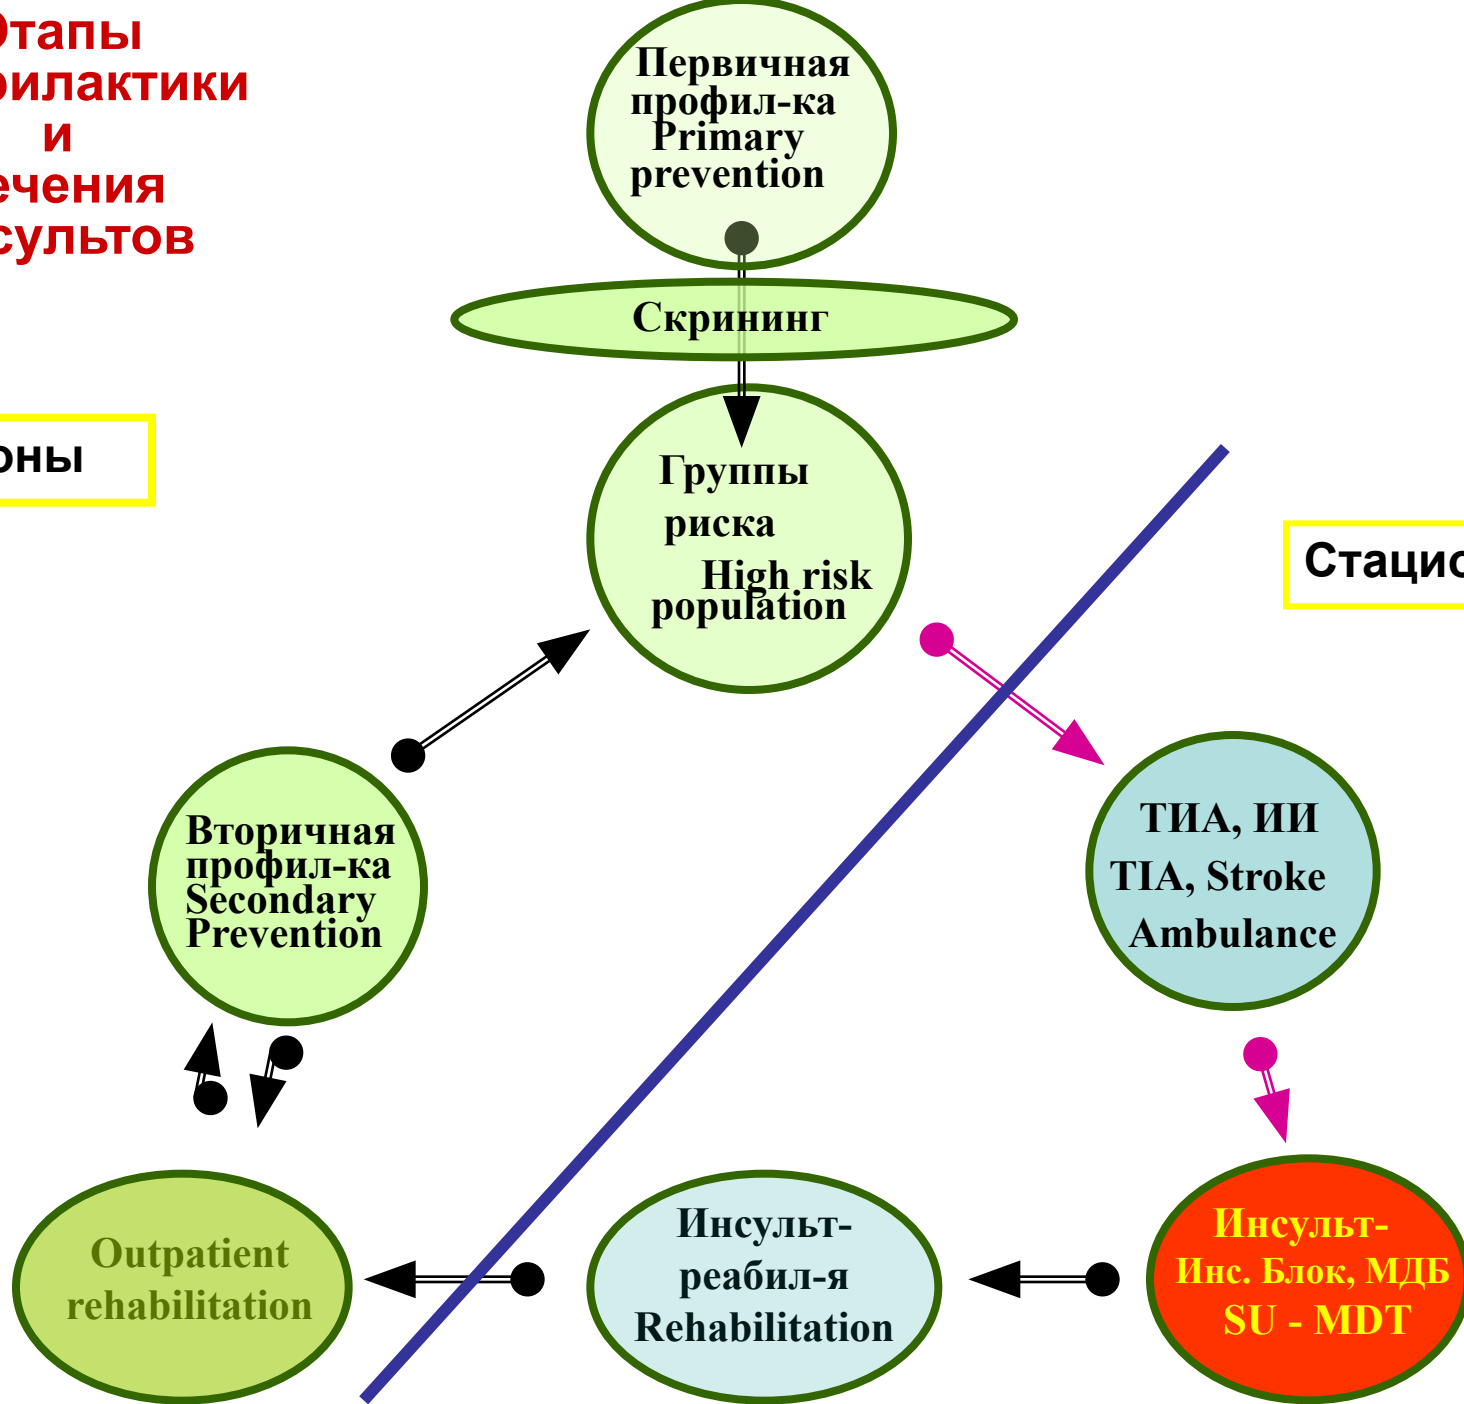 Этапы
рилактики
и
ечения
сультов
Первичная
профил-ка
Primary
prevention
Скрининг
Группы
риска
High risk
population
оны
Стацио
Вторичная
профил-ка
Secondary
Prevention
ТИА, ИИ
TIA, Stroke
Ambulance
Outpatient
rehabilitation
Инсульт-
реабил-я
Rehabilitation
Инсульт-
Инс. Блок, МДБ
SU - MDT